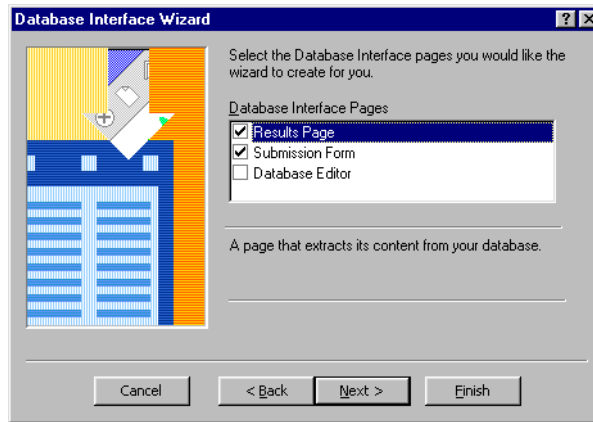 Database Interface Wizard
Select the Database Interface pages you would like the
wizard to create for you.
Database Interface Pages
Results Page
Submission Form
Database Editor
A page that extracts its content from your database.
Cancel
< Back
Next >
Finish